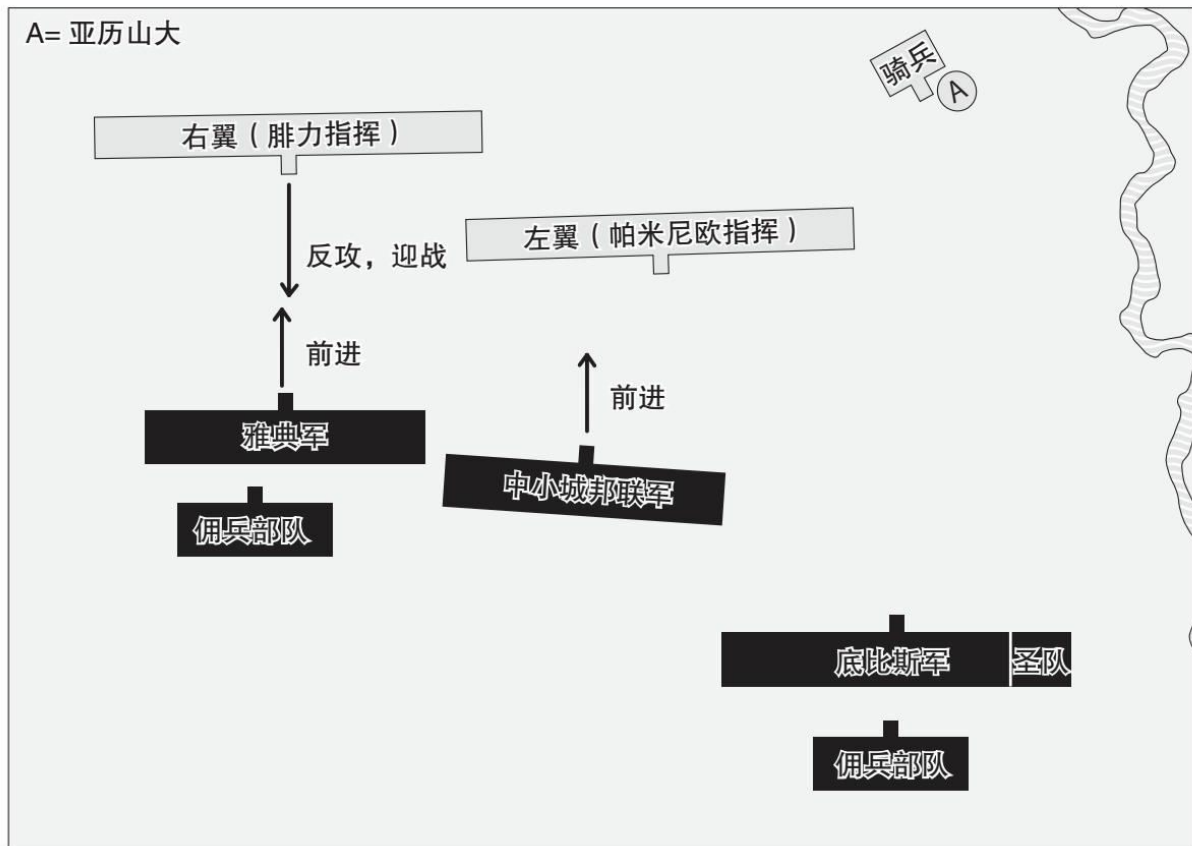 A= 亚历山大
骑兵
A
右翼（腓力指挥）
左翼（帕米尼欧指挥）
反攻，迎战
前进
前进
雅典军
中小城邦联军
佣兵部队
底比斯军
圣队
佣兵部队